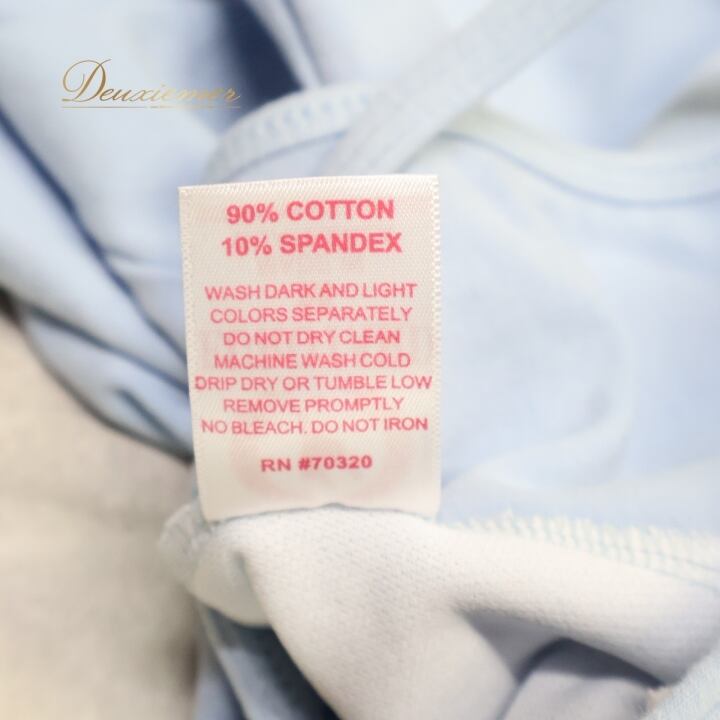 Deuxiemer
90% COTTON
10% SPANDEX
WASH DARK AND LIGHT
COLORS SEPARATELY
DO NOT DRY CLEAN
MACHINE WASH COLD
DRIP DRY OR TUMBLE LOW
REMOVE PROMPTLY
NO BLEACH. DO NOT IRON
RN #70320